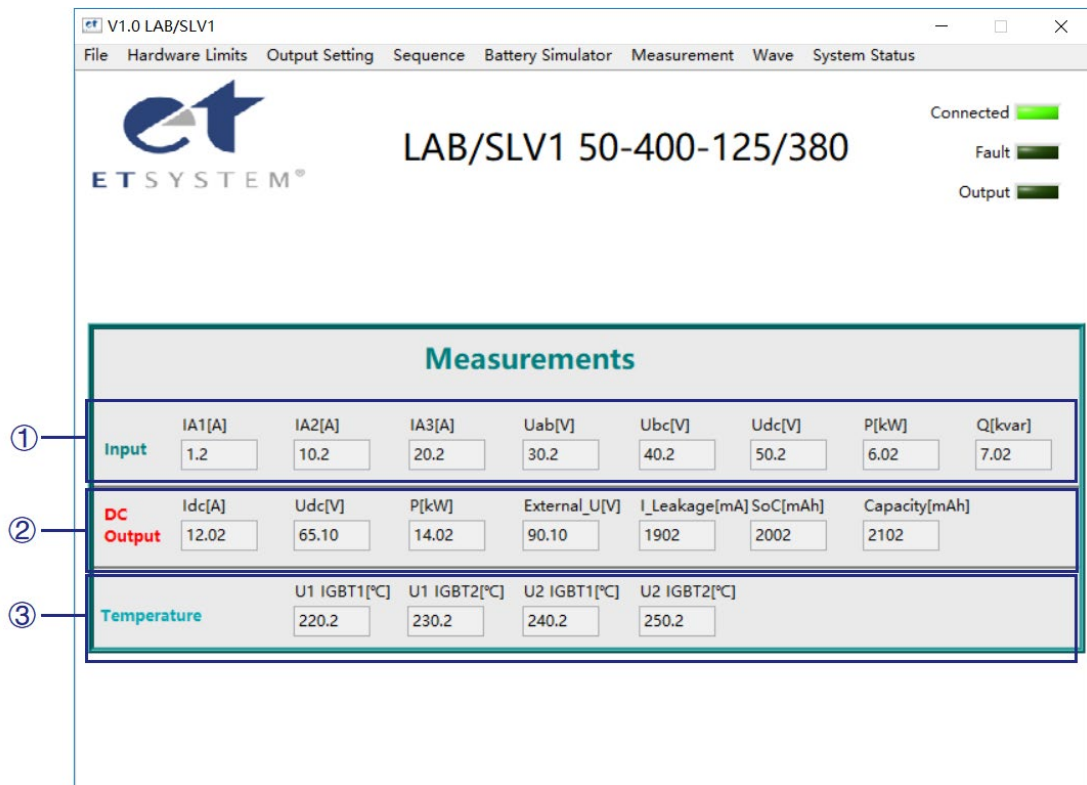 et V1.0 LAB/SLV1
File Hardware Limits Output Setting Sequence Battery Simulator Measurement Wave System Status
et
ETSYSTEM®
LAB/SLV1 50-400-125/380
Connected
Fault
Output
Measurements
①
Input
IA1[A] IA2[A] IA3[A] Uab[V] Ubc[V] Udc[V] P[kW] Q[kvar]
1.2 10.2 20.2 30.2 40.2 50.2 6.02 7.02
②
DC
Output
Idc[A] Udc[V] P[kW] External_U[V] I_Leakage[mA] SoC[mAh] Capacity[mAh]
12.02 65.10 14.02 90.10 1902 2002 2102
③
Temperature
U1 IGBT1[℃] U1 IGBT2[℃] U2 IGBT1[℃] U2 IGBT2[℃]
220.2 230.2 240.2 250.2